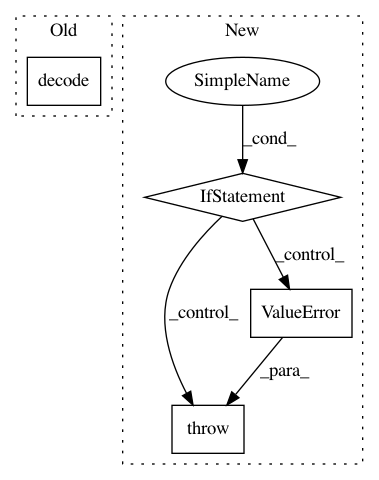 Old
New
decode
SimpleName
_cond_
IfStatement
_control_
_control_
ValueError
_para_
throw